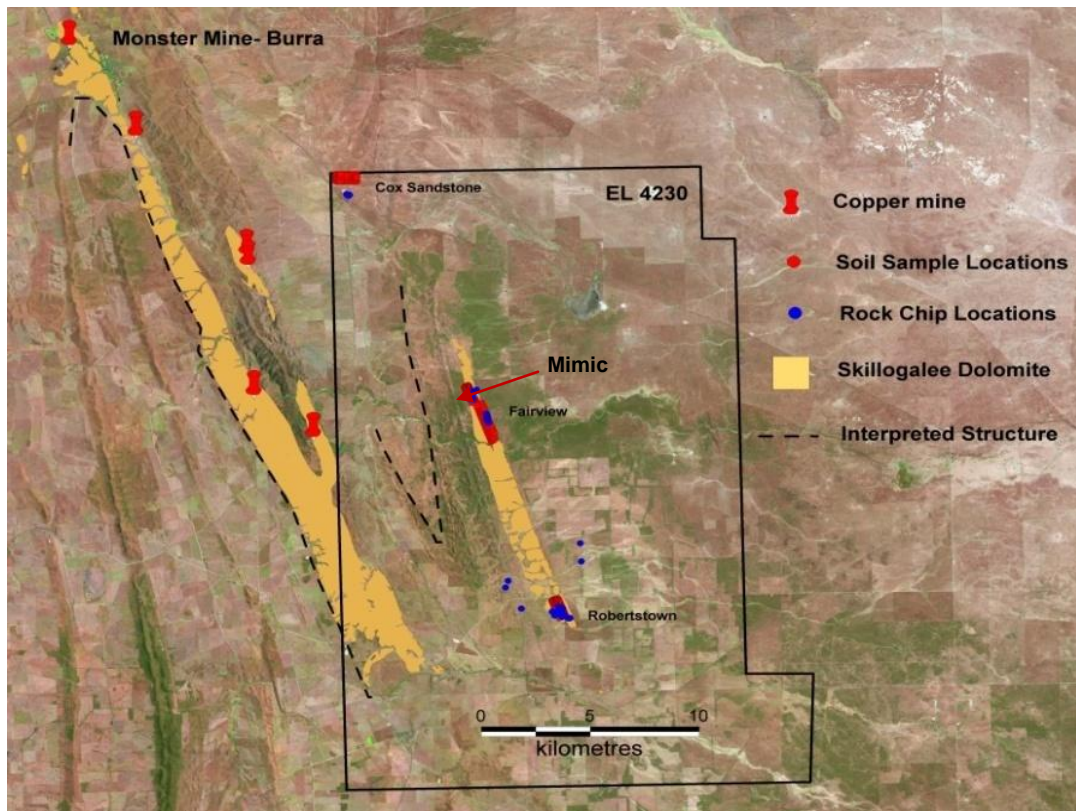 Monster Mine- Burra
Cox Sandstone
EL 4230
Copper mine
Soil Sample Locations
Rock Chip Locations
Mimic
Skillogalee Dolomite
Fairview
Interpreted Structure
Robertstown
0 5 10
kilometres